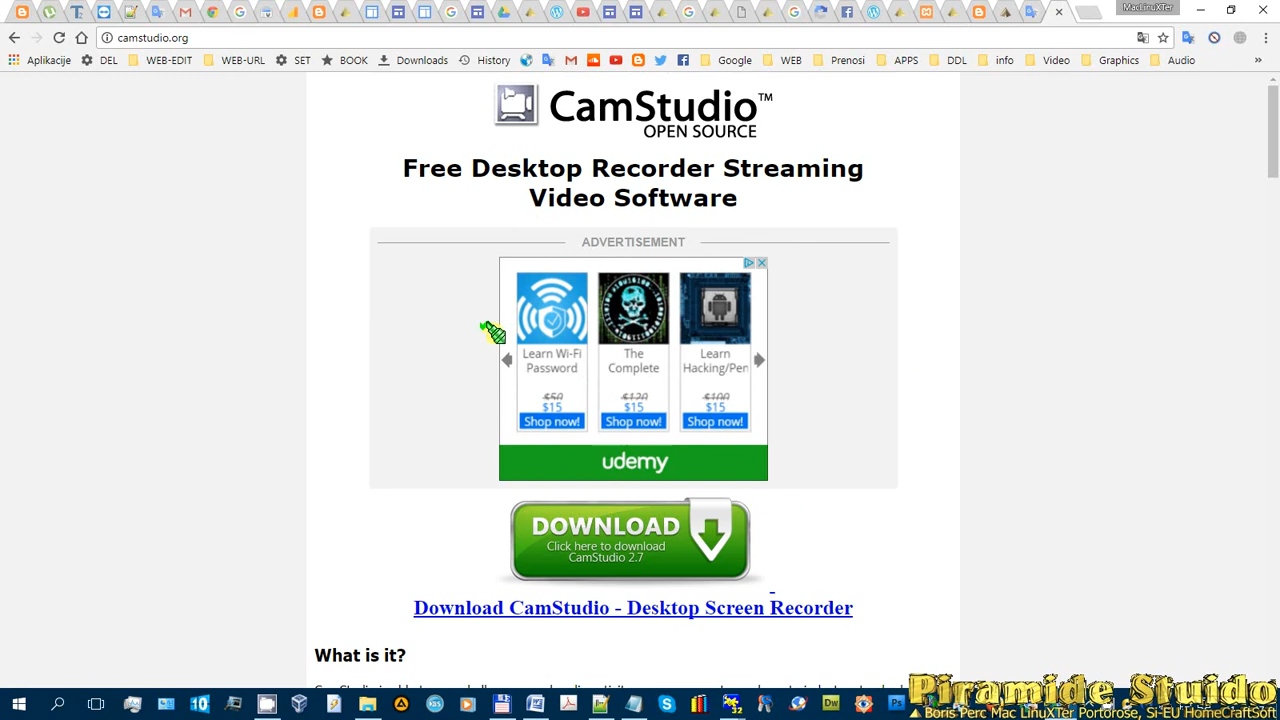 MacLinuXTer
camstudio.org
Aplikacije DEL WEB-EDIT WEB-URL SET BOOK Downloads History Google WEB Prenosi APPS DDL info Video Graphics Audio »
CamStudio™
OPEN SOURCE
Free Desktop Recorder Streaming
Video Software
ADVERTISEMENT
Learn Wi-Fi Password
The Complete
Learn Hacking/Pen
$50 $120 $100
$15 $15 $15
Shop now! Shop now! Shop now!
udemy
DOWNLOAD
Click here to download
CamStudio 2.7
Download CamStudio - Desktop Screen Recorder
What is it?
Piramide Stuido
▲ Boris Perc Mac LinuXTer Portorose, Si-EU HomeCraftSoft